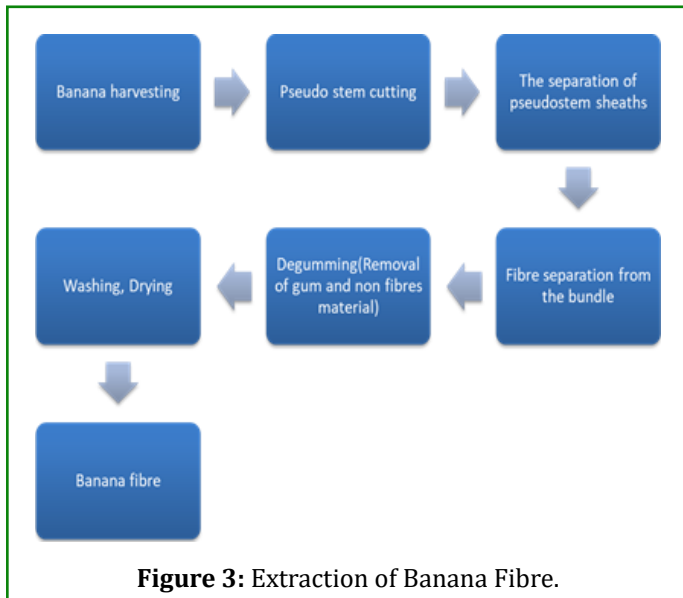 Banana harvesting
Pseudo stem cutting
The separation of
pseudostem sheaths
Fibre separation from
the bundle
Degumming(Removal
of gum and non fibres
material)
Washing, Drying
Banana fibre
Figure 3: Extraction of Banana Fibre.